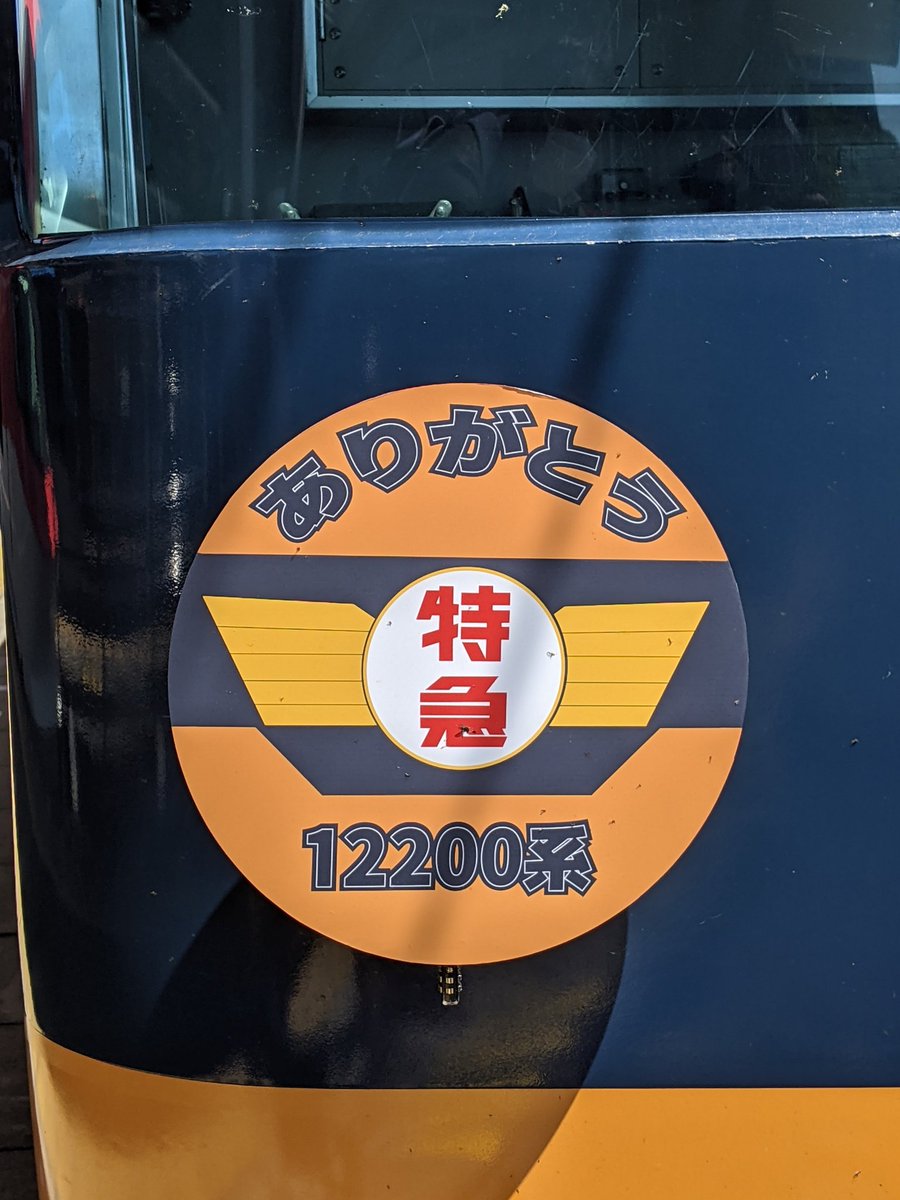 ありがとう
特
急
12200系